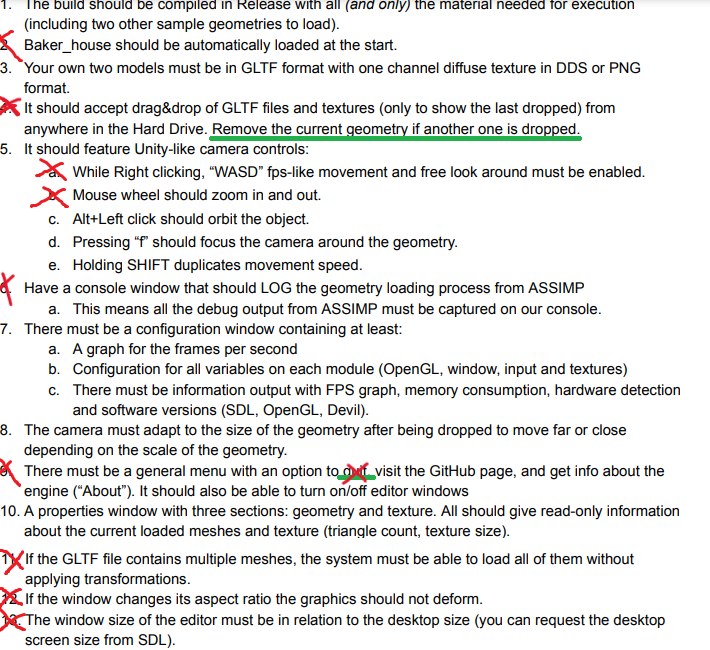 1. The build should be compiled in Release with all (and only) the material needed for execution
(including two other sample geometries to load).
2. Baker_house should be automatically loaded at the start.
3. Your own two models must be in GLTF format with one channel diffuse texture in DDS or PNG
format.
4. It should accept drag&drop of GLTF files and textures (only to show the last dropped) from
anywhere in the Hard Drive. Remove the current geometry if another one is dropped.
5. It should feature Unity-like camera controls:
a. While Right clicking, “WASD” fps-like movement and free look around must be enabled.
b. Mouse wheel should zoom in and out.
c. Alt+Left click should orbit the object.
d. Pressing “f” should focus the camera around the geometry.
e. Holding SHIFT duplicates movement speed.
6. Have a console window that should LOG the geometry loading process from ASSIMP
a. This means all the debug output from ASSIMP must be captured on our console.
7. There must be a configuration window containing at least:
a. A graph for the frames per second
b. Configuration for all variables on each module (OpenGL, window, input and textures)
c. There must be information output with FPS graph, memory consumption, hardware detection
and software versions (SDL, OpenGL, Devil).
8. The camera must adapt to the size of the geometry after being dropped to move far or close
depending on the scale of the geometry.
9. There must be a general menu with an option to quit, visit the GitHub page, and get info about the
engine (“About”). It should also be able to turn on/off editor windows
10. A properties window with three sections: geometry and texture. All should give read-only information
about the current loaded meshes and texture (triangle count, texture size).
11. If the GLTF file contains multiple meshes, the system must be able to load all of them without
applying transformations.
12. If the window changes its aspect ratio the graphics should not deform.
13. The window size of the editor must be in relation to the desktop size (you can request the desktop
screen size from SDL).